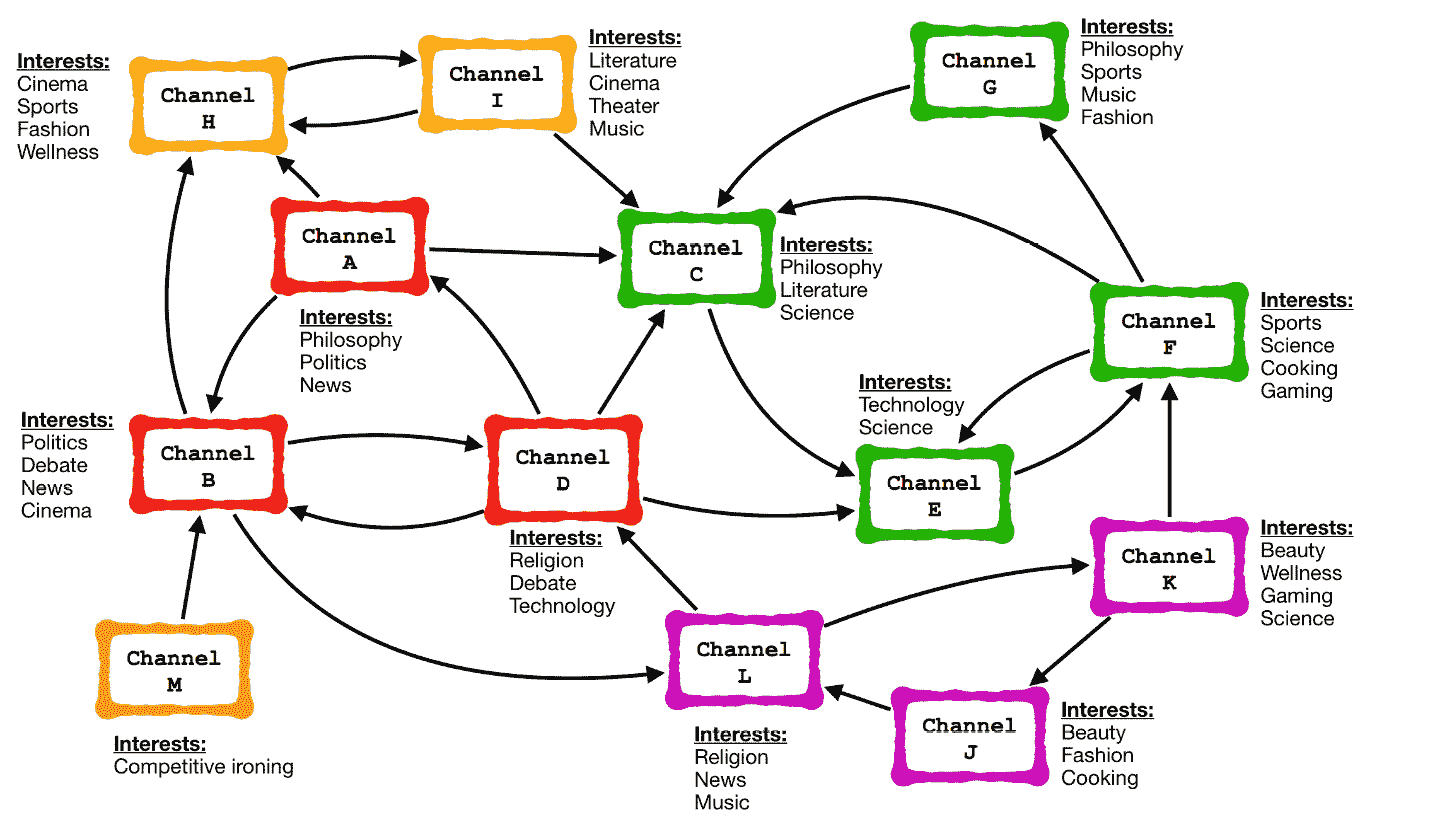 Interests:
Cinema
Sports
Fashion
Wellness
Channel
H
Channel
I
Interests:
Literature
Cinema
Theater
Music
Channel
G
Interests:
Philosophy
Sports
Music
Fashion
Channel
A
Interests:
Philosophy
Politics
News
Channel
C
Interests:
Philosophy
Literature
Science
Channel
F
Interests:
Sports
Science
Cooking
Gaming
Interests:
Politics
Debate
News
Cinema
Channel
B
Channel
D
Interests:
Religion
Debate
Technology
Interests:
Technology
Science
Channel
E
Channel
K
Interests:
Beauty
Wellness
Gaming
Science
Channel
M
Interests:
Competitive ironing
Channel
L
Interests:
Religion
News
Music
Channel
J
Interests:
Beauty
Fashion
Cooking